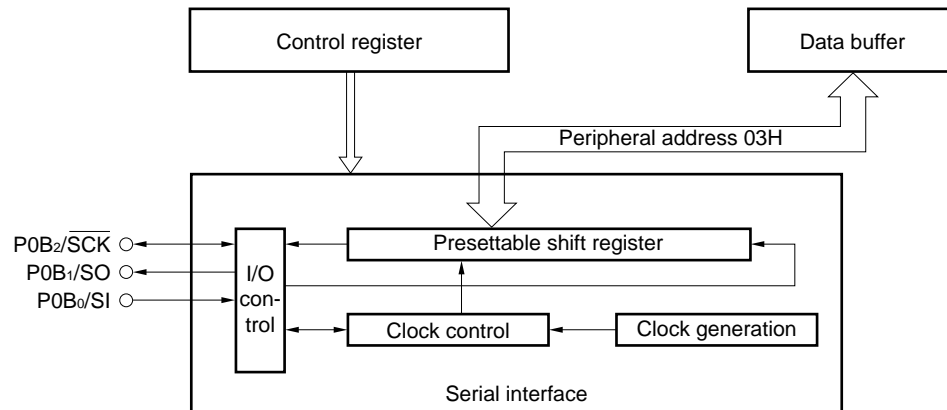 Control register
Data buffer
Peripheral address 03H
P0B₂/S̅C̅K̅
Presettable shift register
P0B₁/SO
I/O
con-
trol
P0B₀/SI
Clock control
Clock generation
Serial interface